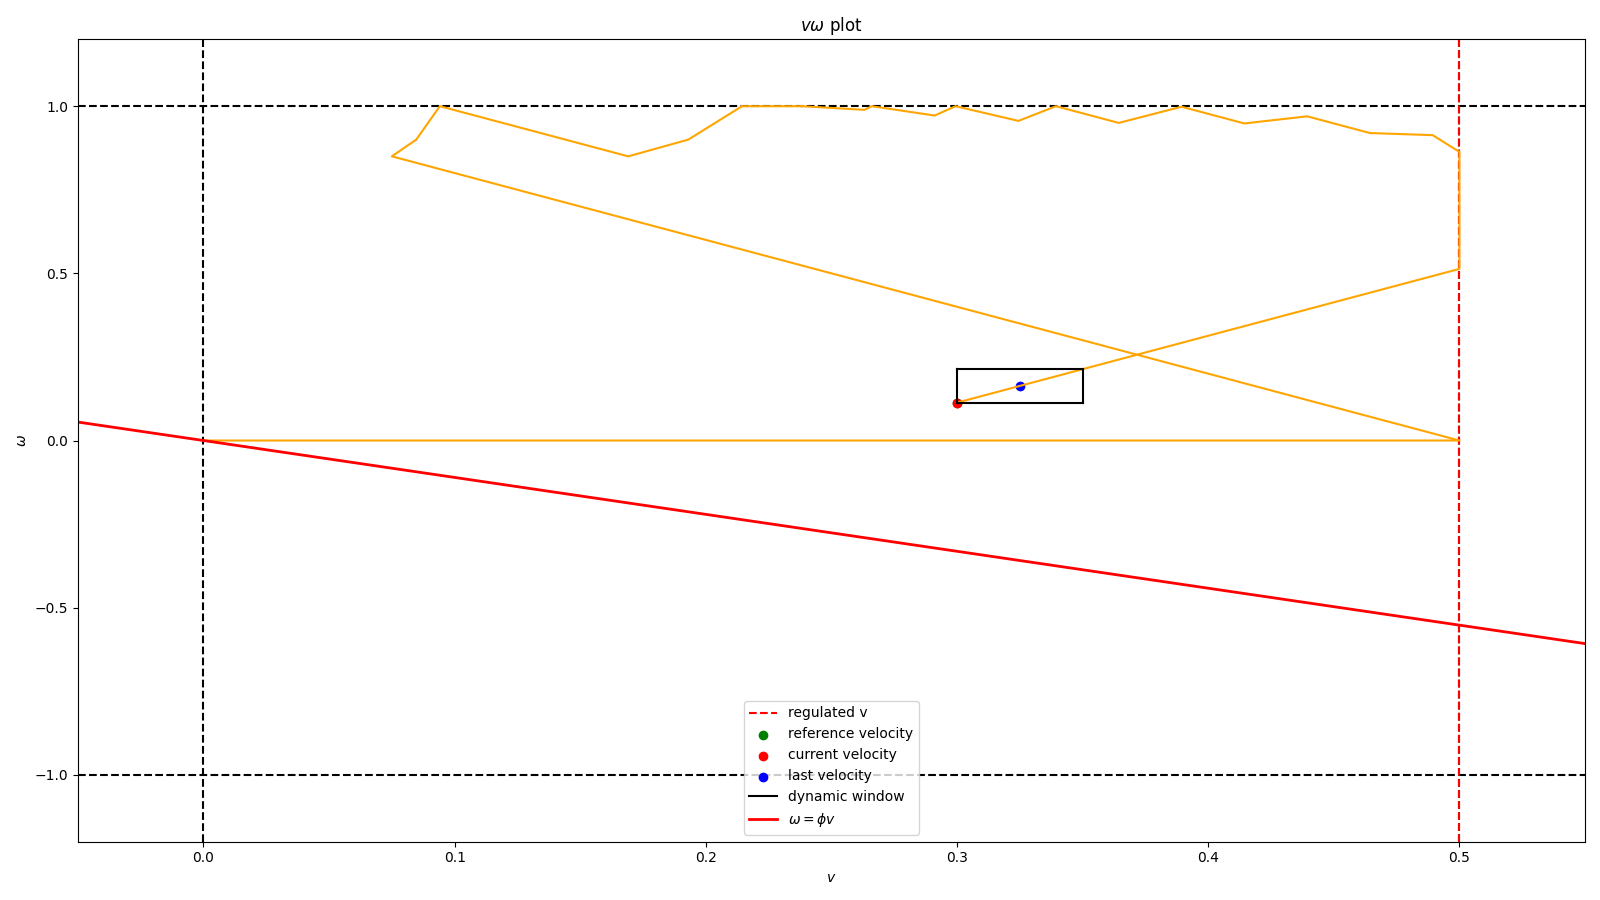 vω plot
1.0
0.5
0.0
−0.5
−1.0
ω
regulated v
reference velocity
current velocity
last velocity
dynamic window
ω = ϕv
0.0 0.1 0.2 0.3 0.4 0.5
v